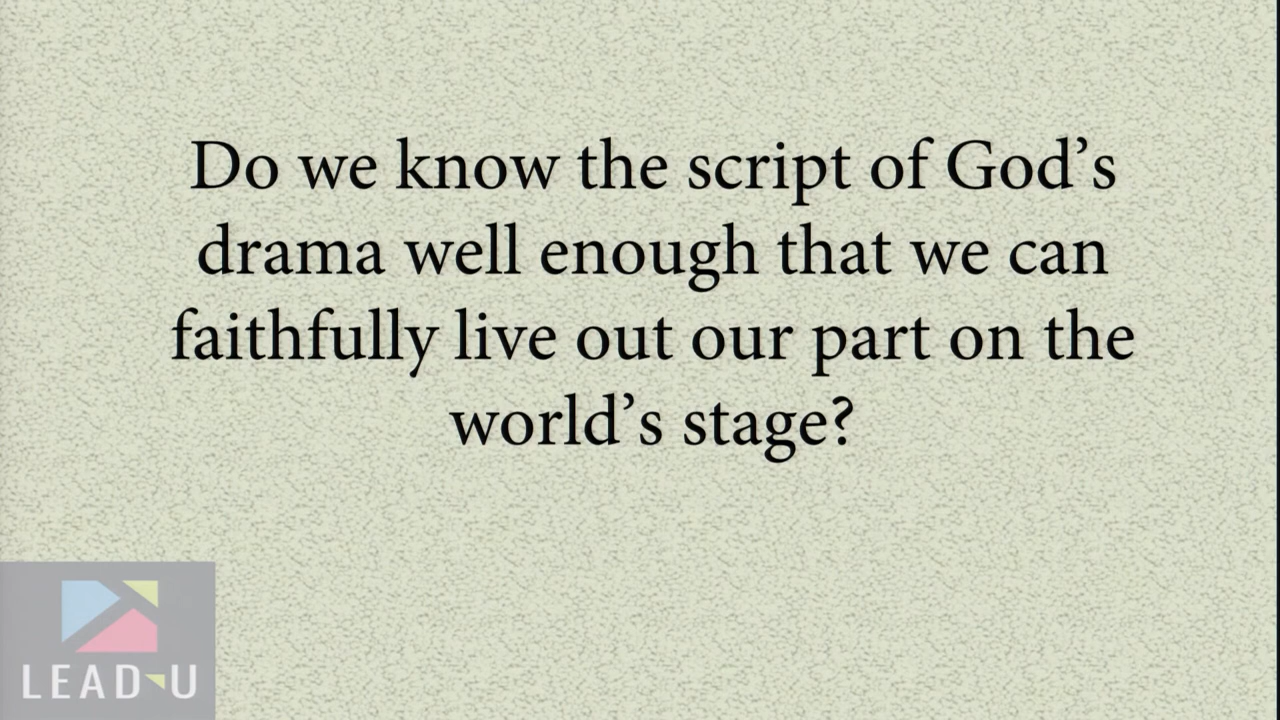 Do we know the script of God’s
drama well enough that we can
faithfully live out our part on the
world’s stage?
LEAD U